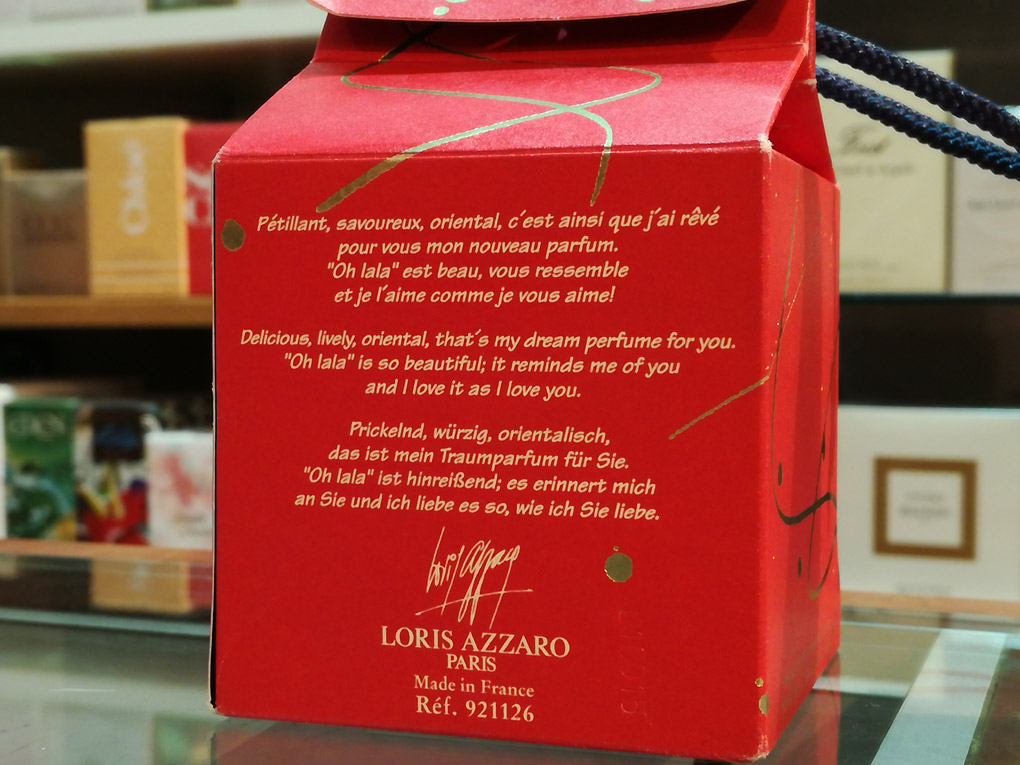 Pétillant, savoureux, oriental, c´est ainsi que j´ai rêvé
pour vous mon nouveau parfum.
"Oh lala" est beau, vous ressemble
et je l´aime comme je vous aime!
Delicious, lively, oriental, that´s my dream perfume for you.
"Oh lala" is so beautiful; it reminds me of you
and I love it as I love you.
Prickelnd, würzig, orientalisch,
das ist mein Traumparfum für Sie.
"Oh lala" ist hinreißend; es erinnert mich
an Sie und ich liebe es so, wie ich Sie liebe.
Loris Azzaro
LORIS AZZARO
PARIS
Made in France
Réf. 921126
Chloé